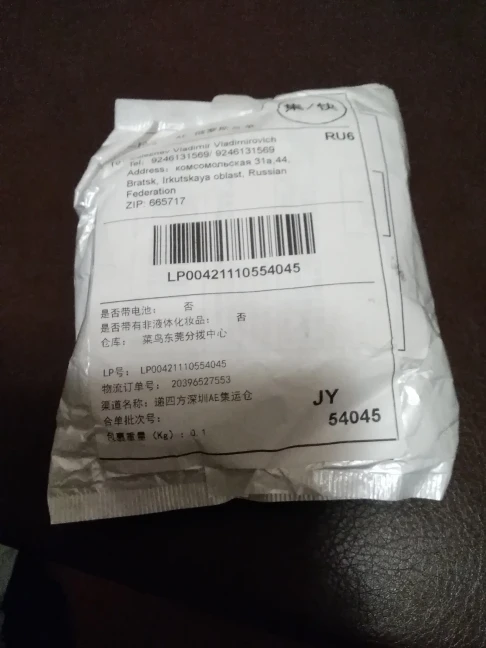 集/快
RU6
Vladimir Vladimirovich
Tel: 9246131569/ 9246131569
Address: комсомольская 31а,44,
Bratsk, Irkutskaya oblast, Russian
Federation
ZIP: 665717
LP00421110554045
是否带电池: 否
是否带有非液体化妆品: 否
仓库: 菜鸟东莞分拨中心
LP号: LP00421110554045
物流订单号: 20396527553
渠道名称: 递四方深圳AE集运仓
合单批次号:
包裹重量 (Kg) : 0.1
JY
54045